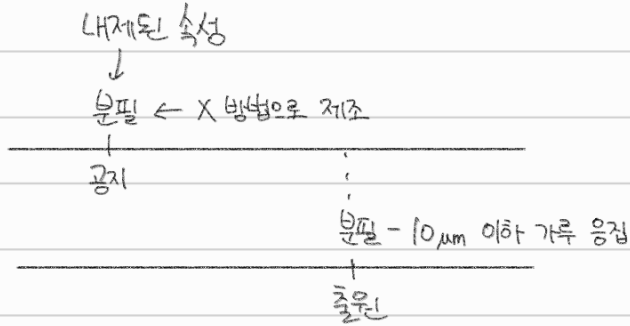 내제된 속성
↓
분필 ← X 방법으로 제조
공지
분필 - 10μm 이하 가루 응집
출원